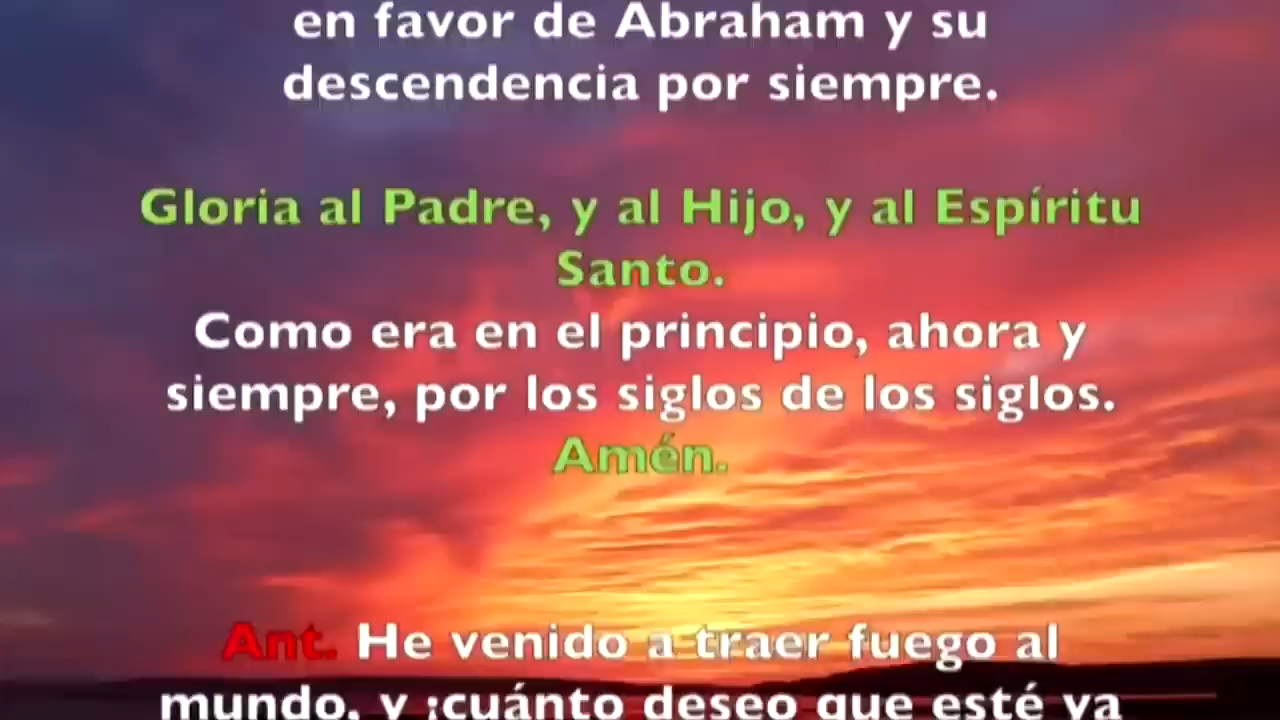 en favor de Abraham y su
descendencia por siempre.
Gloria al Padre, y al Hijo, y al Espíritu
Santo.
Como era en el principio, ahora y
siempre, por los siglos de los siglos.
Amén.
Ant. He venido a traer fuego al
mundo, y ¡cuánto deseo que esté ya